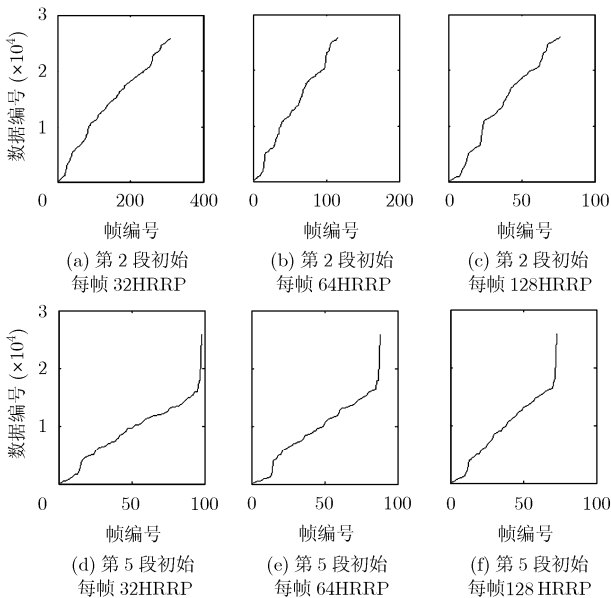 3
2
1
0
数据编号 (×10⁴)
0 200 400
帧编号
(a) 第 2 段初始
每帧 32HRRP
0 100 200
帧编号
(b) 第 2 段初始
每帧 64HRRP
0 50 100
帧编号
(c) 第 2 段初始
每帧 128HRRP
3
2
1
0
数据编号 (×10⁴)
0 50 100
帧编号
(d) 第 5 段初始
每帧 32HRRP
0 50 100
帧编号
(e) 第 5 段初始
每帧 64HRRP
0 50 100
帧编号
(f) 第 5 段初始
每帧128 HRRP